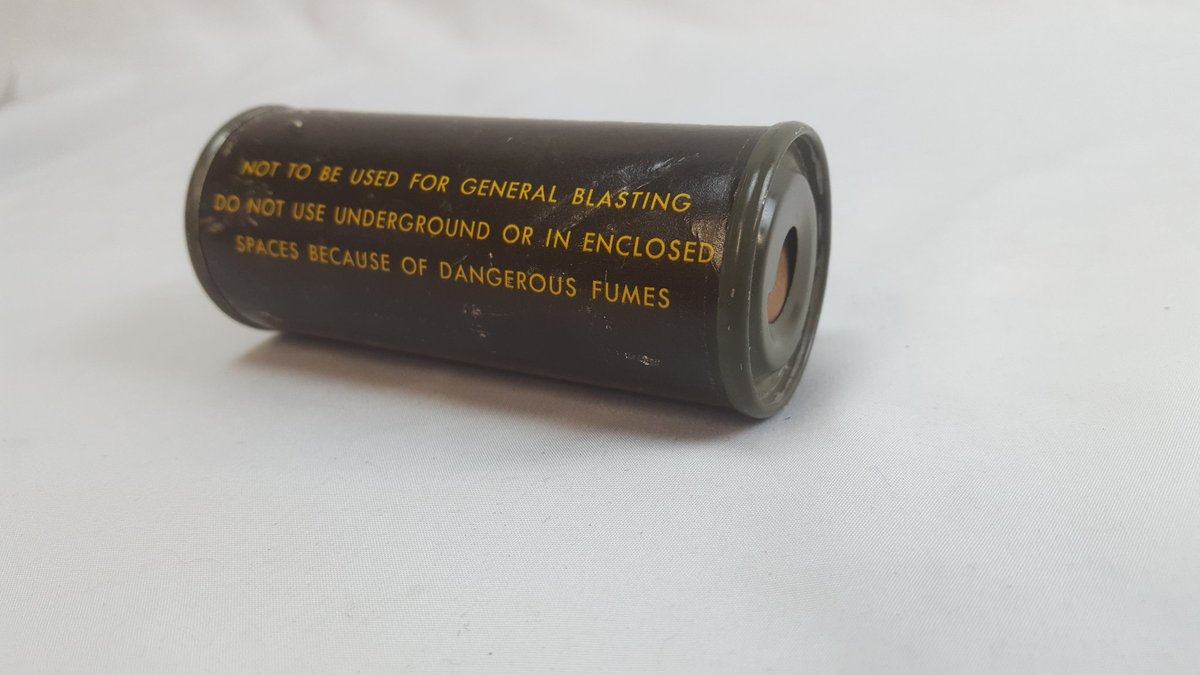 NOT TO BE USED FOR GENERAL BLASTING
DO NOT USE UNDERGROUND OR IN ENCLOSED
SPACES BECAUSE OF DANGEROUS FUMES